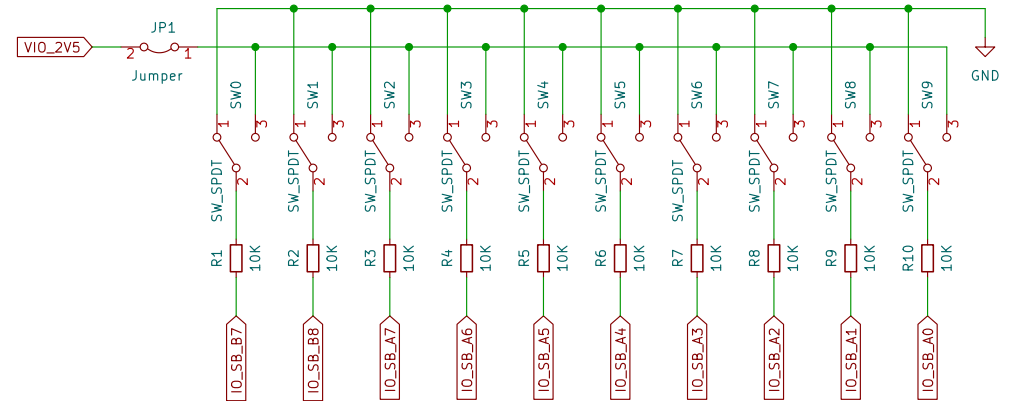 JP1
VIO_2V5
2
1
Jumper
GND
SW0
SW1
SW2
SW3
SW4
SW5
SW6
SW7
SW8
SW9
1
3
1
3
1
3
1
3
1
3
1
3
1
3
1
3
1
3
1
3
SW_SPDT
2
SW_SPDT
2
SW_SPDT
2
SW_SPDT
2
SW_SPDT
2
SW_SPDT
2
SW_SPDT
2
SW_SPDT
2
SW_SPDT
2
SW_SPDT
2
R1
10K
R2
10K
R3
10K
R4
10K
R5
10K
R6
10K
R7
10K
R8
10K
R9
10K
R10
10K
IO_SB_B7
IO_SB_B8
IO_SB_A7
IO_SB_A6
IO_SB_A5
IO_SB_A4
IO_SB_A3
IO_SB_A2
IO_SB_A1
IO_SB_A0